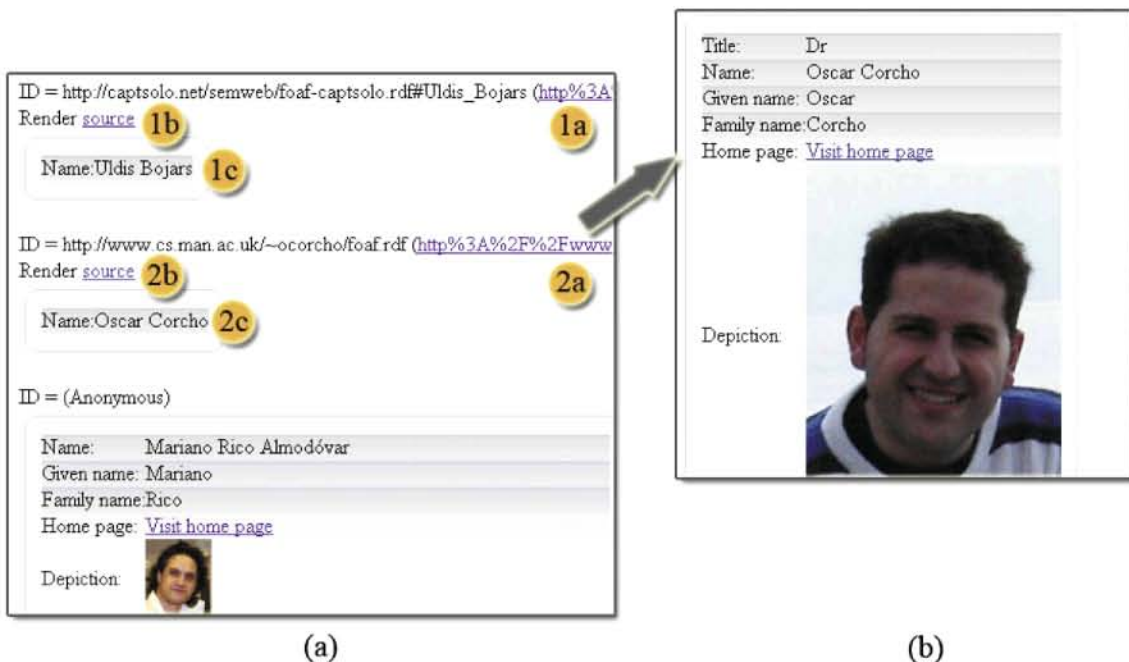 ID = http://captsolo.net/semweb/foaf-captsolo.rdf#Uldis_Bojars (http%3A
1a
Render source
1b
Name:Uldis Bojars
1c
ID = http://www.cs.man.ac.uk/~ocorcho/foaf.rdf (http%3A%2F%2Fwww
2a
Render source
2b
Name:Oscar Corcho
2c
ID = (Anonymous)
Name: Mariano Rico Almodóvar
Given name: Mariano
Family name:Rico
Home page: Visit home page
Depiction:
(a)
Title: Dr
Name: Oscar Corcho
Given name: Oscar
Family name:Corcho
Home page: Visit home page
Depiction:
(b)